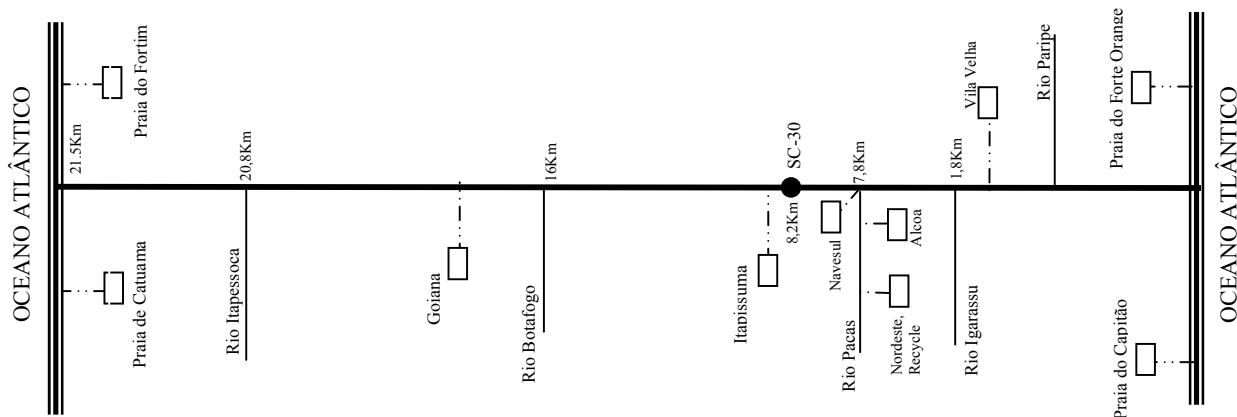 OCEANO ATLÂNTICO
Praia de Catuama
Praia do Fortim
21.5Km
Rio Itapessoca
20,8Km
Goiana
Rio Botafogo
16Km
Itapissuma
8,2Km
SC-30
Navesul
Rio Pacas
7,8Km
Alcoa
Nordeste,
Recycle
Rio Igarassu
1,8Km
Vila Velha
Rio Paripe
Praia do Capitão
Praia do Forte Orange
OCEANO ATLÂNTICO